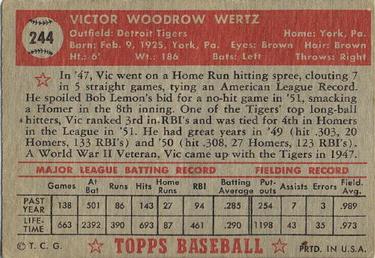 244
VICTOR WOODROW WERTZ
Outfield: Detroit Tigers Home: York, Pa.
Born: Feb. 9, 1925, York, Pa. Eyes: Brown Hair: Brown
Ht.: 6' Wt.: 186 Bats: Left Throws: Right
In '47, Vic went on a Home Run hitting spree, clouting 7
in 5 straight games, tying an American League Record.
He spoiled Bob Lemon's bid for a no-hit game in '51, smacking
a Homer in the 8th inning. One of the Tigers' top long-ball
hitters, Vic ranked 3rd in RBI's and was tied for 4th in Homers
in the League in '51. He had great years in '49 (hit .303, 20
Homers, 133 RBI's) and '50 (hit .308, 27 Homers, 123 RBI's).
A World War II Veteran, Vic came up with the Tigers in 1947.
MAJOR LEAGUE BATTING RECORD FIELDING RECORD
Games At Bat Runs Hits Home Runs RBI Batting Average Put-outs Assists Errors Field. Avg.
PAST YEAR 138 501 86 143 27 94 .285 254 3 3 .989
LIFE-TIME 663 2392 390 693 87 461 .290 1198 43 35 .973
© T. C. G. TOPPS BASEBALL PRTD. IN U.S.A.